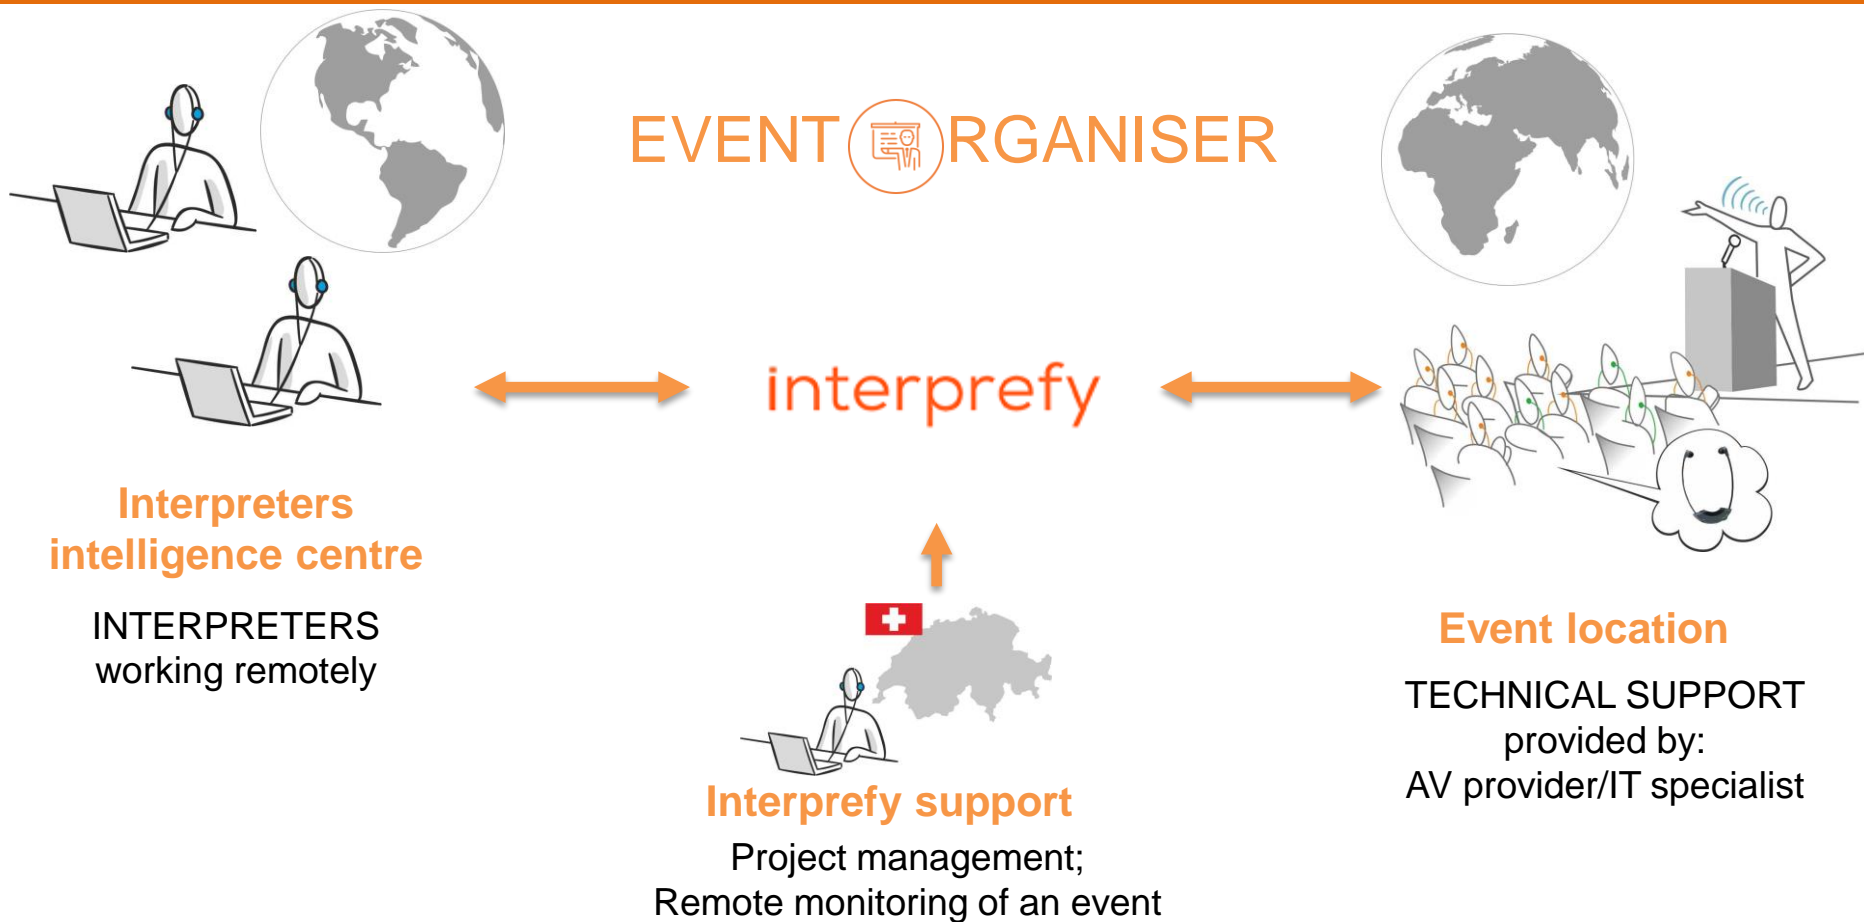 EVENT ORGANISER
interprefy
Interpreters
intelligence centre
INTERPRETERS
working remotely
Interprefy support
Project management;
Remote monitoring of an event
Event location
TECHNICAL SUPPORT
provided by:
AV provider/IT specialist